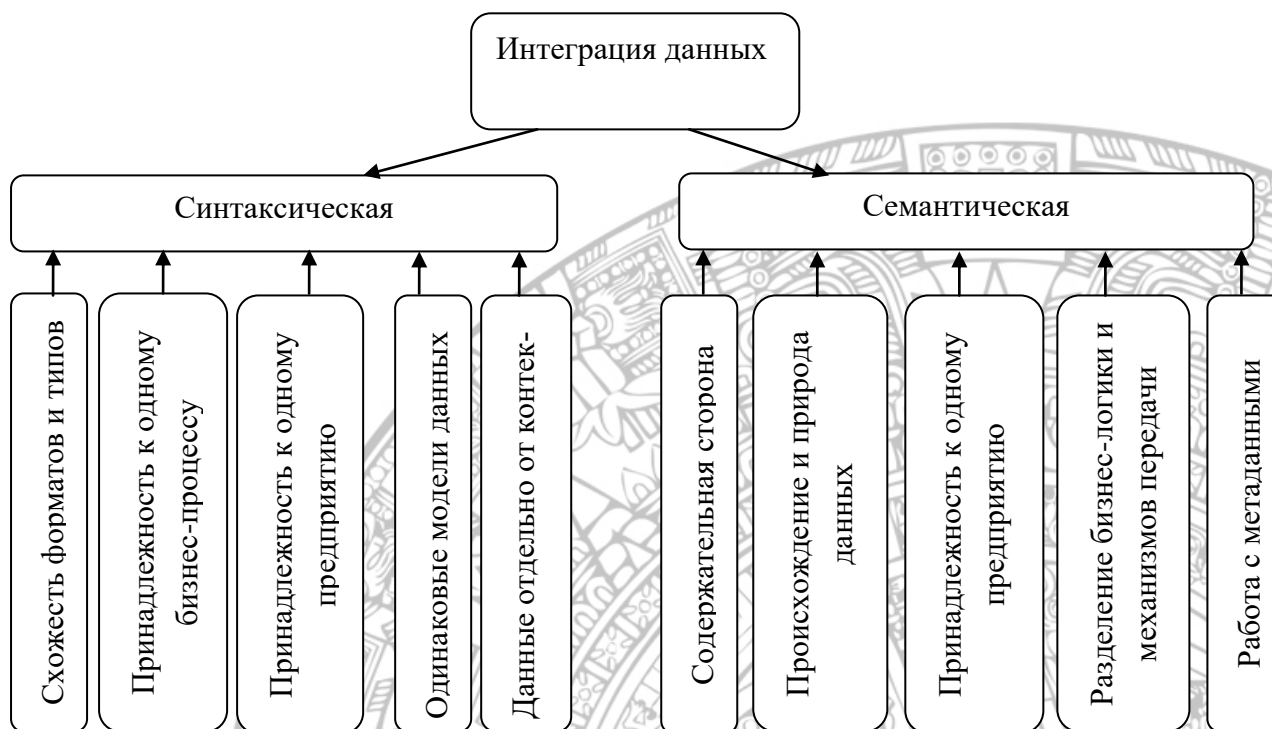 Интеграция данных
Синтаксическая
Семантическая
Схожесть форматов и типов
Принадлежность к одному
бизнес-процессу
Принадлежность к одному
предприятию
Одинаковые модели данных
Данные отдельно от контек-
Содержательная сторона
Происхождение и природа
данных
Принадлежность к одному
предприятию
Разделение бизнес-логики и
механизмов передачи
Работа с метаданными